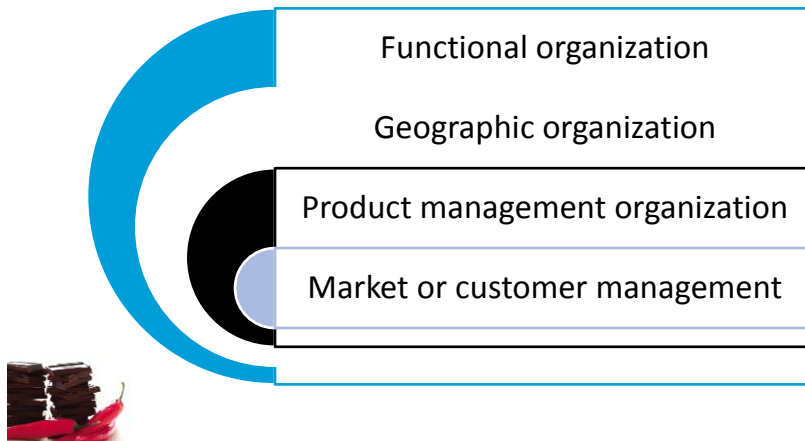 Functional organization
Geographic organization
Product management organization
Market or customer management